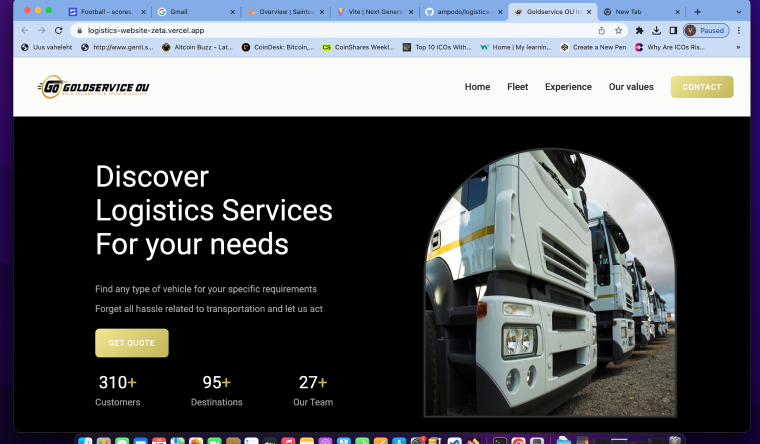 Football – scores,
Gmail
Overview | Saintos
Vite | Next Genera
ampodo/logistics-
Goldservice OU In
New Tab
logistics-website-zeta.vercel.app
V Paused
Uus vaheleht
http://www.genti.s...
Altcoin Buzz - Lat...
CoinDesk: Bitcoin,...
CS CoinShares Weekl...
Top 10 ICOs With...
Home | My learnin...
Create a New Pen
Why Are ICOs Ris...
»
GO GOLDSERVICE OU
Home
Fleet
Experience
Our values
CONTACT
Discover
Logistics Services
For your needs
Find any type of vehicle for your specific requirements
Forget all hassle related to transportation and let us act
GET QUOTE
310+
95+
27+
Customers
Destinations
Our Team